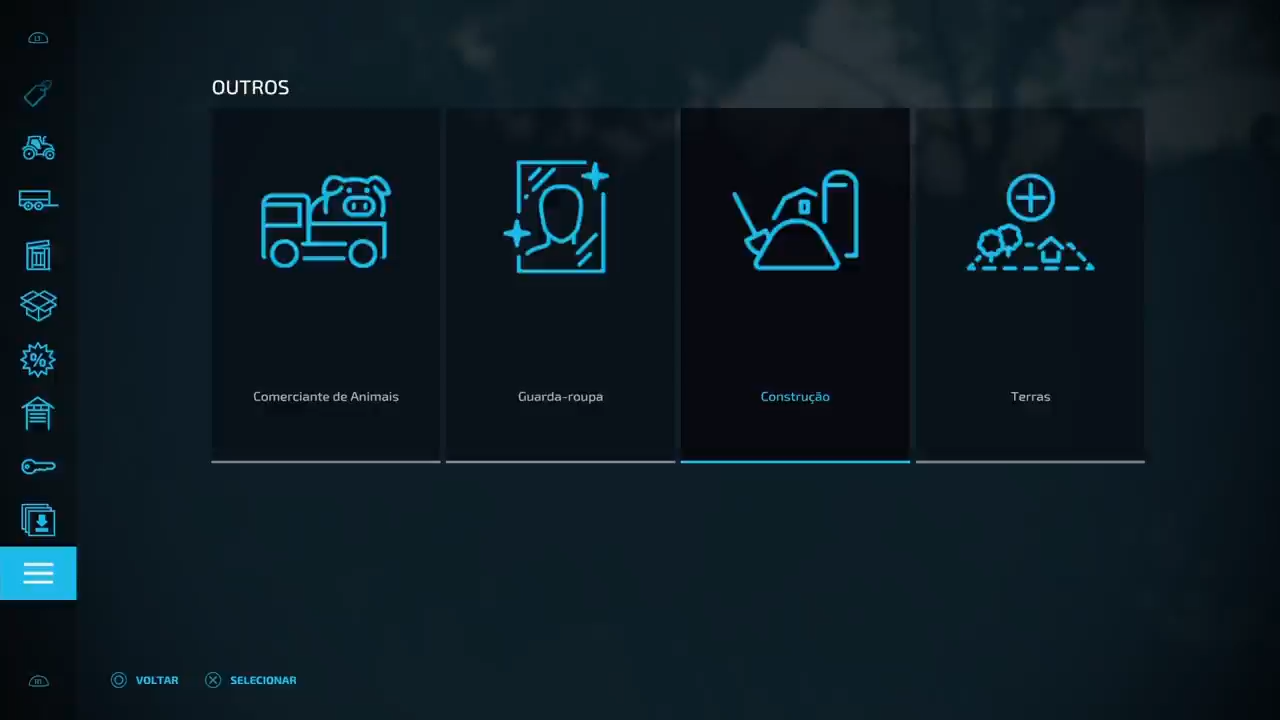 OUTROS
Comerciante de Animais
Guarda-roupa
Construção
Terras
VOLTAR
SELECIONAR